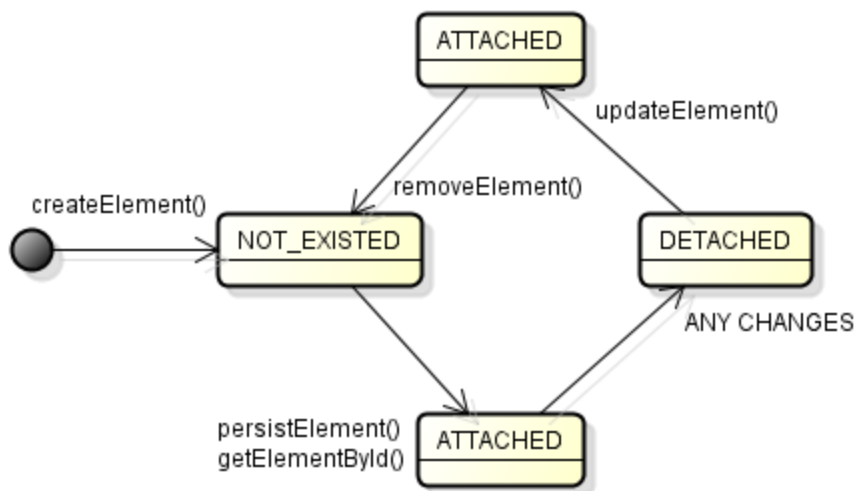 ATTACHED
updateElement()
removeElement()
createElement()
NOT_EXISTED
DETACHED
ANY CHANGES
persistElement()
getElementById()
ATTACHED